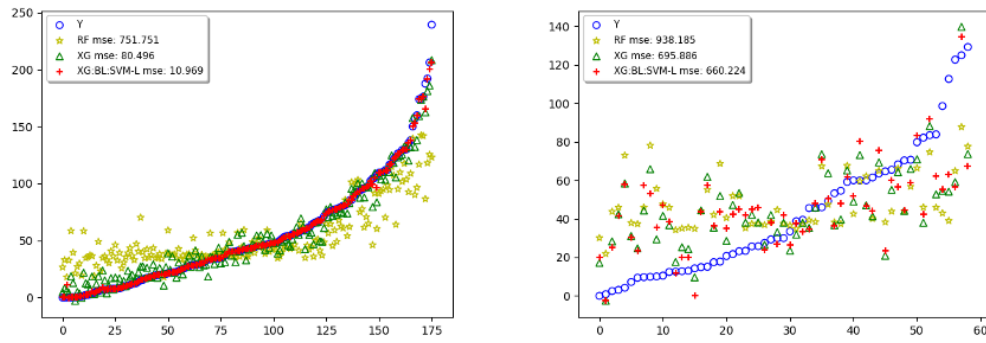 250
200
150
100
50
0
Y
RF mse: 751.751
XG mse: 80.496
XG:BL:SVM-L mse: 10.969
0 25 50 75 100 125 150 175
140
120
100
80
60
40
20
0
Y
RF mse: 938.185
XG mse: 695.886
XG:BL:SVM-L mse: 660.224
0 10 20 30 40 50 60